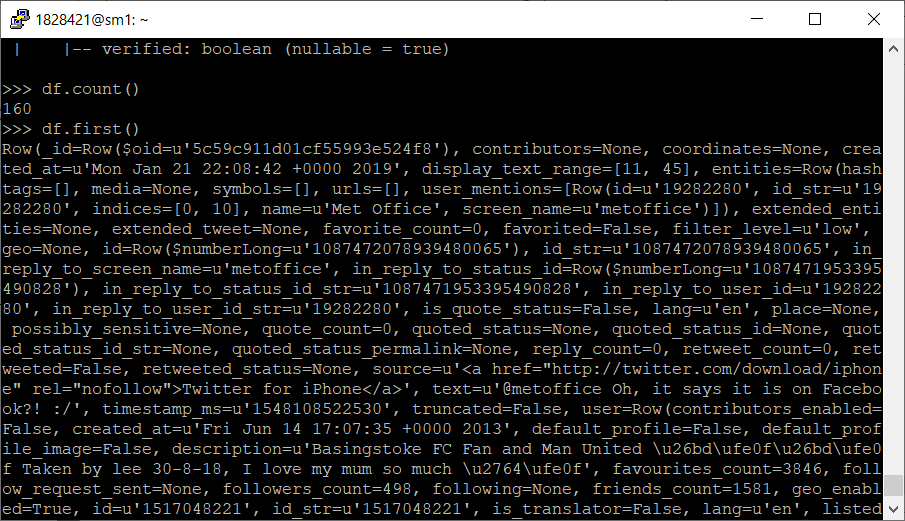 1828421@sm1: ~
 |    |-- verified: boolean (nullable = true)
>>> df.count()
160
>>> df.first()
Row(_id=Row($oid=u'5c59c911d01cf55993e524f8'), contributors=None, coordinates=None, crea
ted_at=u'Mon Jan 21 22:08:42 +0000 2019', display_text_range=[11, 45], entities=Row(hash
tags=[], media=None, symbols=[], urls=[], user_mentions=[Row(id=u'19282280', id_str=u'19
282280', indices=[0, 10], name=u'Met Office', screen_name=u'metoffice')]), extended_enti
ties=None, extended_tweet=None, favorite_count=0, favorited=False, filter_level=u'low',
geo=None, id=Row($numberLong=u'1087472078939480065'), id_str=u'1087472078939480065', in_
reply_to_screen_name=u'metoffice', in_reply_to_status_id=Row($numberLong=u'1087471953395
490828'), in_reply_to_status_id_str=u'1087471953395490828', in_reply_to_user_id=u'192822
80', in_reply_to_user_id_str=u'19282280', is_quote_status=False, lang=u'en', place=None,
 possibly_sensitive=None, quote_count=0, quoted_status=None, quoted_status_id=None, quot
ed_status_id_str=None, quoted_status_permalink=None, reply_count=0, retweet_count=0, ret
weeted=False, retweeted_status=None, source=u'<a href="http://twitter.com/download/iphon
e" rel="nofollow">Twitter for iPhone</a>', text=u'@metoffice Oh, it says it is on Facebo
ok?! :/', timestamp_ms=u'1548108522530', truncated=False, user=Row(contributors_enabled=
False, created_at=u'Fri Jun 14 17:07:35 +0000 2013', default_profile=False, default_prof
ile_image=False, description=u'Basingstoke FC Fan and Man United \u26bd\ufe0f\u26bd\ufe0
f Taken by lee 30-8-18, I love my mum so much \u2764\ufe0f', favourites_count=3846, foll
ow_request_sent=None, followers_count=498, following=None, friends_count=1581, geo_enabl
ed=True, id=u'1517048221', id_str=u'1517048221', is_translator=False, lang=u'en', listed